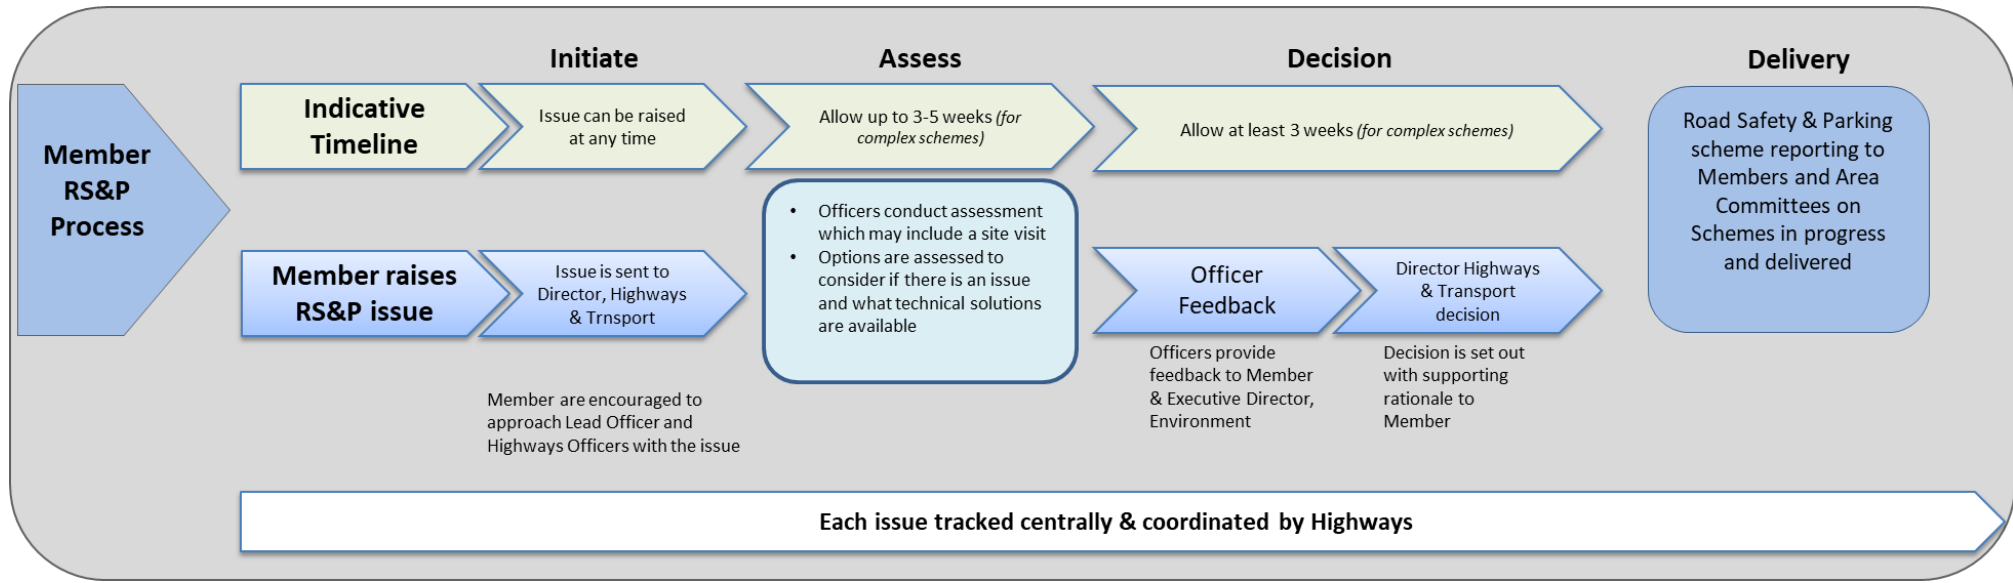 Initiate
Assess
Decision
Delivery
Member
RS&P
Process
Indicative
Timeline
Issue can be raised
at any time
Allow up to 3-5 weeks (for
complex schemes)
Allow at least 3 weeks (for complex schemes)
Road Safety & Parking
scheme reporting to
Members and Area
Committees on
Schemes in progress
and delivered
Member raises
RS&P issue
Issue is sent to
Director, Highways
& Trnsport
• Officers conduct assessment
which may include a site visit
• Options are assessed to
consider if there is an issue
and what technical solutions
are available
Officer
Feedback
Director Highways
& Transport
decision
Member are encouraged to
approach Lead Officer and
Highways Officers with the issue
Officers provide
feedback to Member
& Executive Director,
Environment
Decision is set out
with supporting
rationale to
Member
Each issue tracked centrally & coordinated by Highways